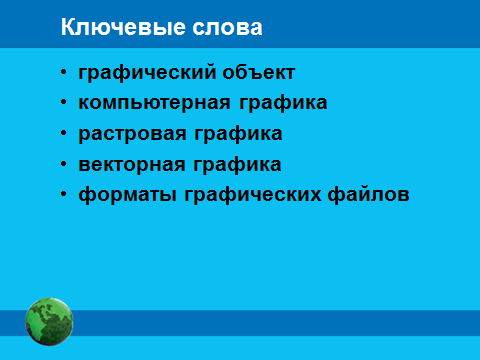 Ключевые слова
• графический объект
• компьютерная графика
• растровая графика
• векторная графика
• форматы графических файлов